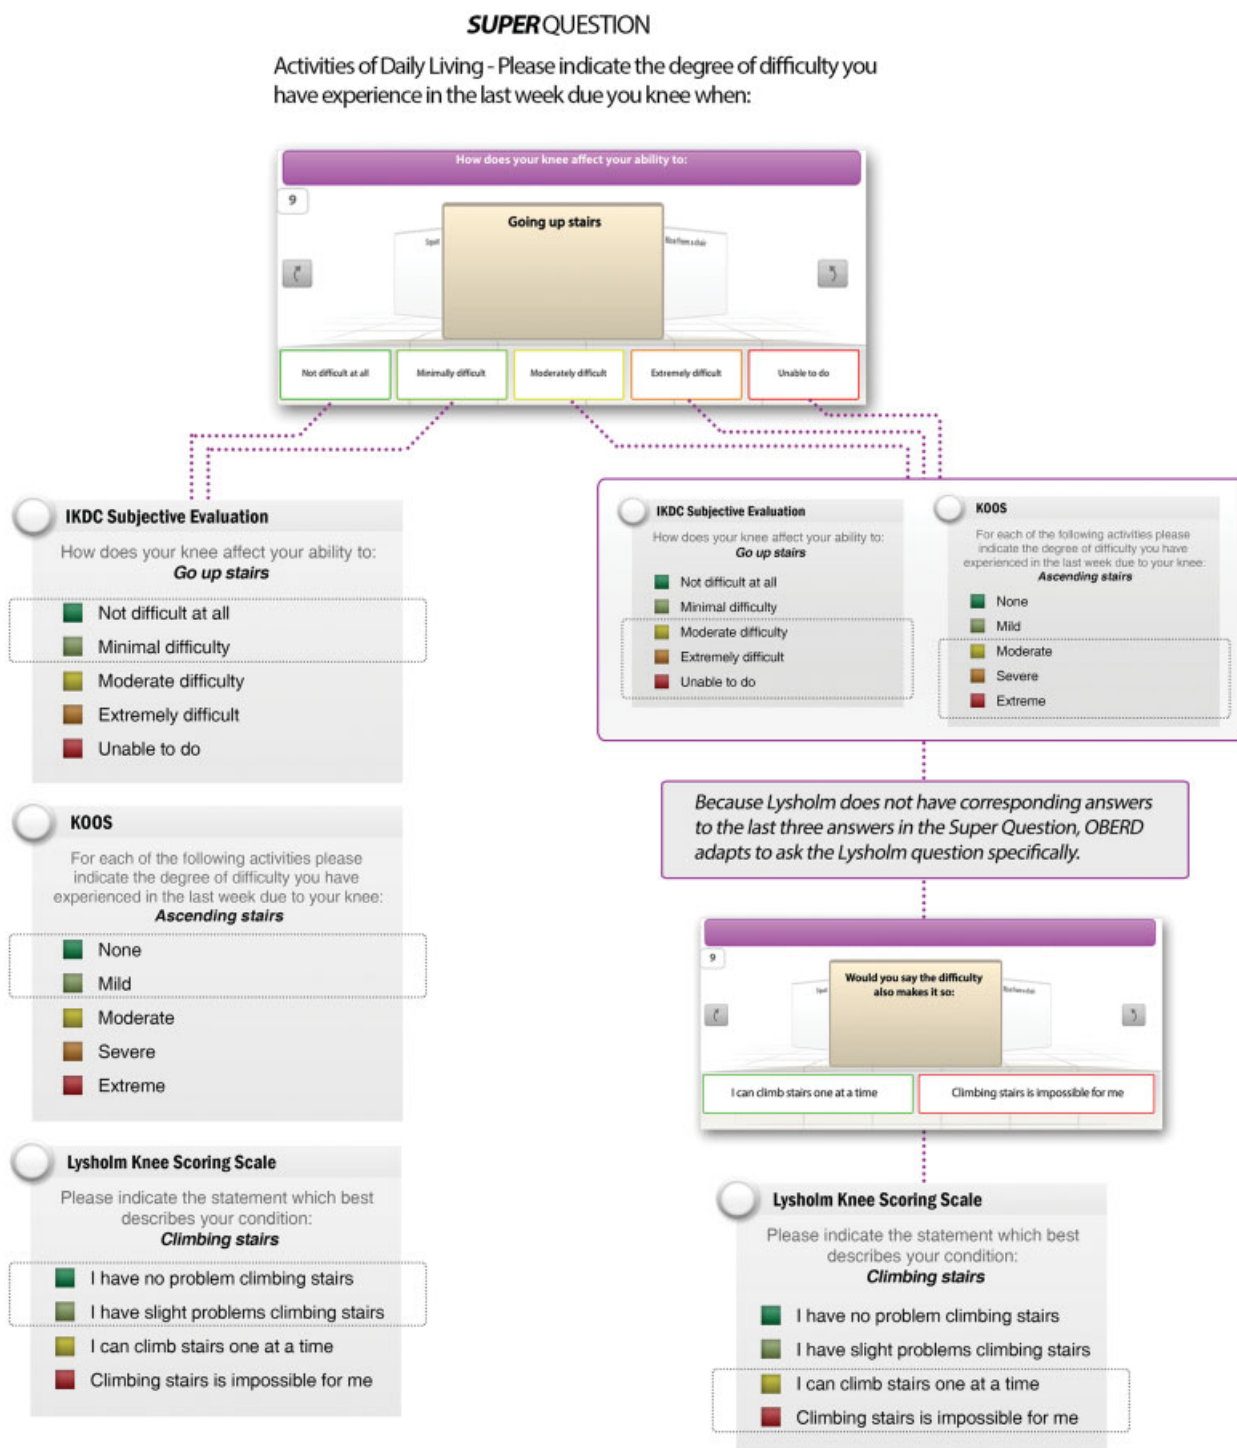 SUPERQUESTION
Activities of Daily Living - Please indicate the degree of difficulty you
have experience in the last week due you knee when:
How does your knee affect your ability to:
9
Going up stairs
Squat
Rise from a chair
Not difficult at all
Minimally difficult
Moderately difficult
Extremely difficult
Unable to do
IKDC Subjective Evaluation
How does your knee affect your ability to:
Go up stairs
Not difficult at all
Minimal difficulty
Moderate difficulty
Extremely difficult
Unable to do
KOOS
For each of the following activities please
indicate the degree of difficulty you have
experienced in the last week due to your knee:
Ascending stairs
None
Mild
Moderate
Severe
Extreme
Lysholm Knee Scoring Scale
Please indicate the statement which best
describes your condition:
Climbing stairs
I have no problem climbing stairs
I have slight problems climbing stairs
I can climb stairs one at a time
Climbing stairs is impossible for me
IKDC Subjective Evaluation
How does your knee affect your ability to:
Go up stairs
Not difficult at all
Minimal difficulty
Moderate difficulty
Extremely difficult
Unable to do
KOOS
For each of the following activities please
indicate the degree of difficulty you have
experienced in the last week due to your knee:
Ascending stairs
None
Mild
Moderate
Severe
Extreme
Because Lysholm does not have corresponding answers
to the last three answers in the Super Question, OBERD
adapts to ask the Lysholm question specifically.
9
Would you say the difficulty
also makes it so:
Squat
Rise from a chair
I can climb stairs one at a time
Climbing stairs is impossible for me
Lysholm Knee Scoring Scale
Please indicate the statement which best
describes your condition:
Climbing stairs
I have no problem climbing stairs
I have slight problems climbing stairs
I can climb stairs one at a time
Climbing stairs is impossible for me